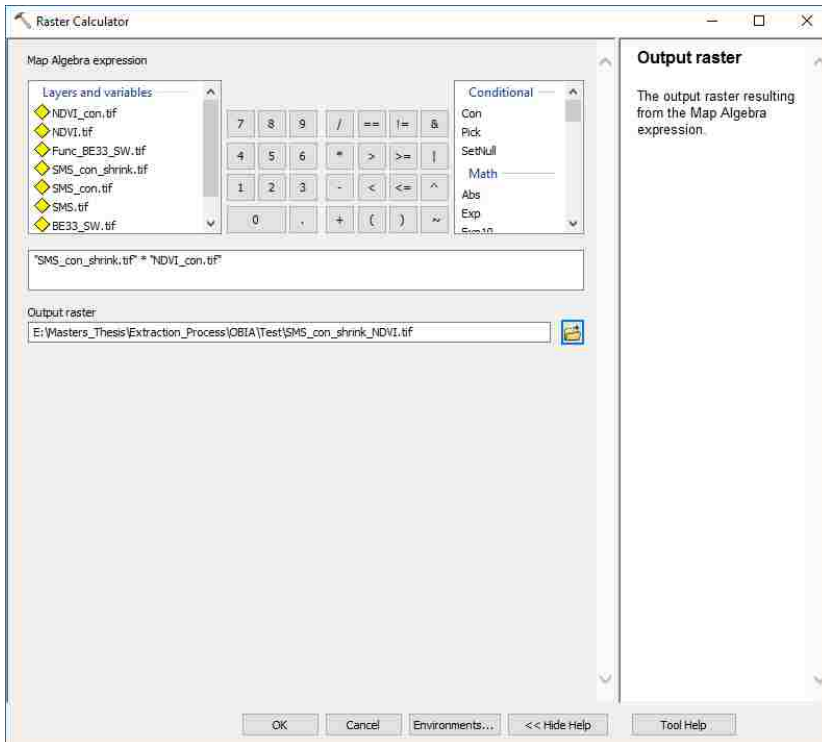 Raster Calculator
Map Algebra expression
Layers and variables
NDVI_con.tif
NDVI.tif
Func_BE33_SW.tif
SMS_con_shrink.tif
SMS_con.tif
SMS.tif
BE33_SW.tif
7 8 9 / == != &
4 5 6 * > >= |
1 2 3 - < <= ^
0 . + ( ) ~
Conditional
Con
Pick
SetNull
Math
Abs
Exp
Exp10
"SMS_con_shrink.tif" * "NDVI_con.tif"
Output raster
E:\Masters_Thesis\Extraction_Process\OBIA\Test\SMS_con_shrink_NDVI.tif
OK Cancel Environments... << Hide Help
Output raster
The output raster resulting
from the Map Algebra
expression.
Tool Help